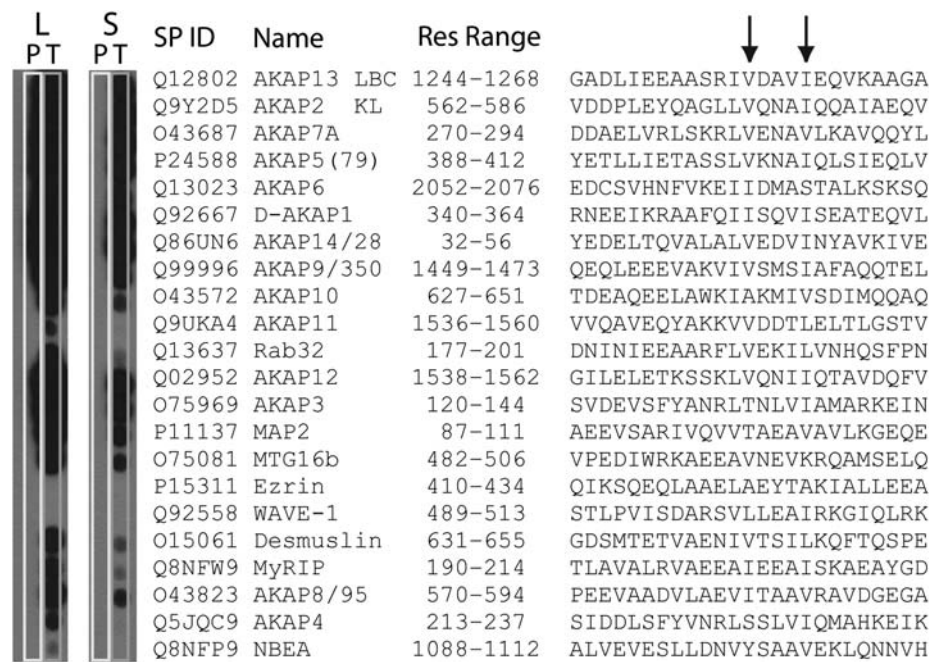 L S
P T P T SP ID Name Res Range
Q12802 AKAP13 LBC 1244-1268 GADLIEEAASRIVDAVIEQVKAAGA
Q9Y2D5 AKAP2 KL 562-586 VDDPLEYQAGLLVQNAIQQAIAEQV
O43687 AKAP7A 270-294 DDAELVRLSKRLVENAVLKAVQQYL
P24588 AKAP5(79) 388-412 YETLLIETASSLVKNAIQLSIEQLV
Q13023 AKAP6 2052-2076 EDCSVHNFVKEIIDMASTALKSKSQ
Q92667 D-AKAP1 340-364 RNEEIKRAAFQIISQVISEATEQVL
Q86UN6 AKAP14/28 32-56 YEDELTQVALALVEDVINYAVKIVE
Q99996 AKAP9/350 1449-1473 QEQLEEEVAKVIVSMSIAFAQQTEL
O43572 AKAP10 627-651 TDEAQEELAWKIAKMIVSDIMQQAQ
Q9UKA4 AKAP11 1536-1560 VVQAVEQYAKKVVDDTLELTLGSTV
Q13637 Rab32 177-201 DNINIEEAARFLVEKILVNHQSFPN
Q02952 AKAP12 1538-1562 GILELETKSSKLVQNIIQTAVDQFV
O75969 AKAP3 120-144 SVDEVSFYANRLTNLVIAMARKEIN
P11137 MAP2 87-111 AEEVSARIVQVVTAEAVAVLKGEQE
O75081 MTG16b 482-506 VPEDIWRKAEEAVNEVKRQAMSELQ
P15311 Ezrin 410-434 QIKSQEQLAAELAEYTAKIALLEEA
Q92558 WAVE-1 489-513 STLPVISDARSVLLEAIRKGIQLRK
O15061 Desmuslin 631-655 GDSMTETVAENIVTSILKQFTQSPE
Q8NFW9 MyRIP 190-214 TLAVALRVAEEAIEEAISKAEAYGD
O43823 AKAP8/95 570-594 PEEVAADVLAEVITAAVRAVDGEGA
Q5JQC9 AKAP4 213-237 SIDDLSFYVNRLSSLVIQMAHKEIK
Q8NFP9 NBEA 1088-1112 ALVEVESLLDNVYSAAVEKLQNNVH